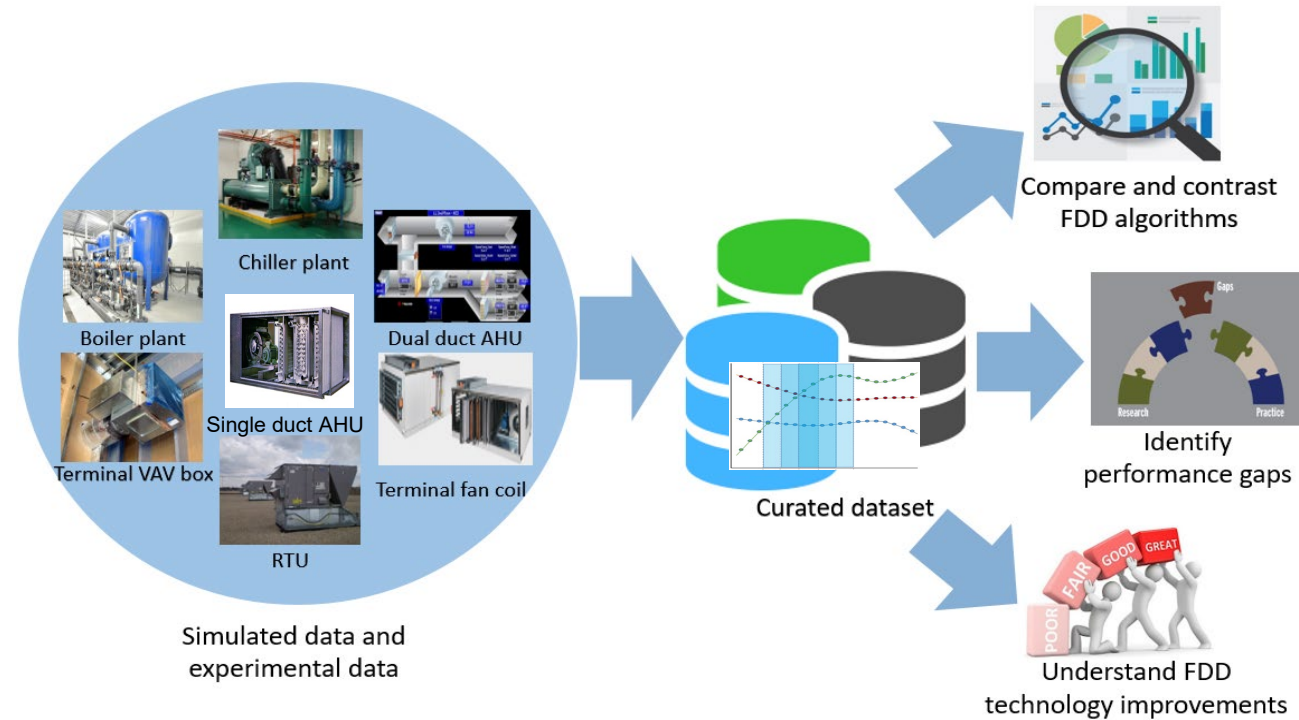 Chiller plant
Boiler plant
Dual duct AHU
Single duct AHU
Terminal VAV box
Terminal fan coil
RTU
Simulated data and
experimental data
Curated dataset
Compare and contrast
FDD algorithms
Gaps
Research
Practice
Identify
performance gaps
POOR
FAIR
GOOD
GREAT
Understand FDD
technology improvements